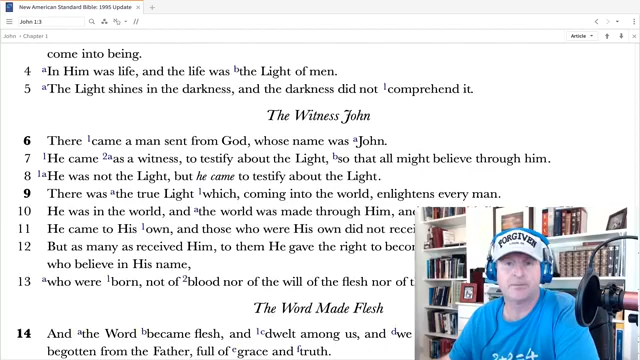 New American Standard Bible: 1995 Update
John 1:3
John › Chapter 1
Article
come into being.
4 aIn Him was life, and the life was bthe Light of men.
5 aThe Light shines in the darkness, and the darkness did not 1comprehend it.
The Witness John
6 There 1came a man sent from God, whose name was aJohn.
7 1He came 2aas a witness, to testify about the Light, bso that all might believe through him.
8 1aHe was not the Light, but he came to testify about the Light.
9 There was athe true Light 1which, coming into the world, enlightens every man.
10 He was in the world, and athe world was made through Him, and
11 He came to His 1own, and those who were His own did not recei
12 But as many as received Him, to them He gave the right to becom
who believe in His name,
13 awho were 1born, not of 2blood nor of the will of the flesh nor of t
The Word Made Flesh
14 And athe Word bbecame flesh, and 1cdwelt among us, and dwe
begotten from the Father, full of egrace and ftruth.
FORGIVEN
2+2=4